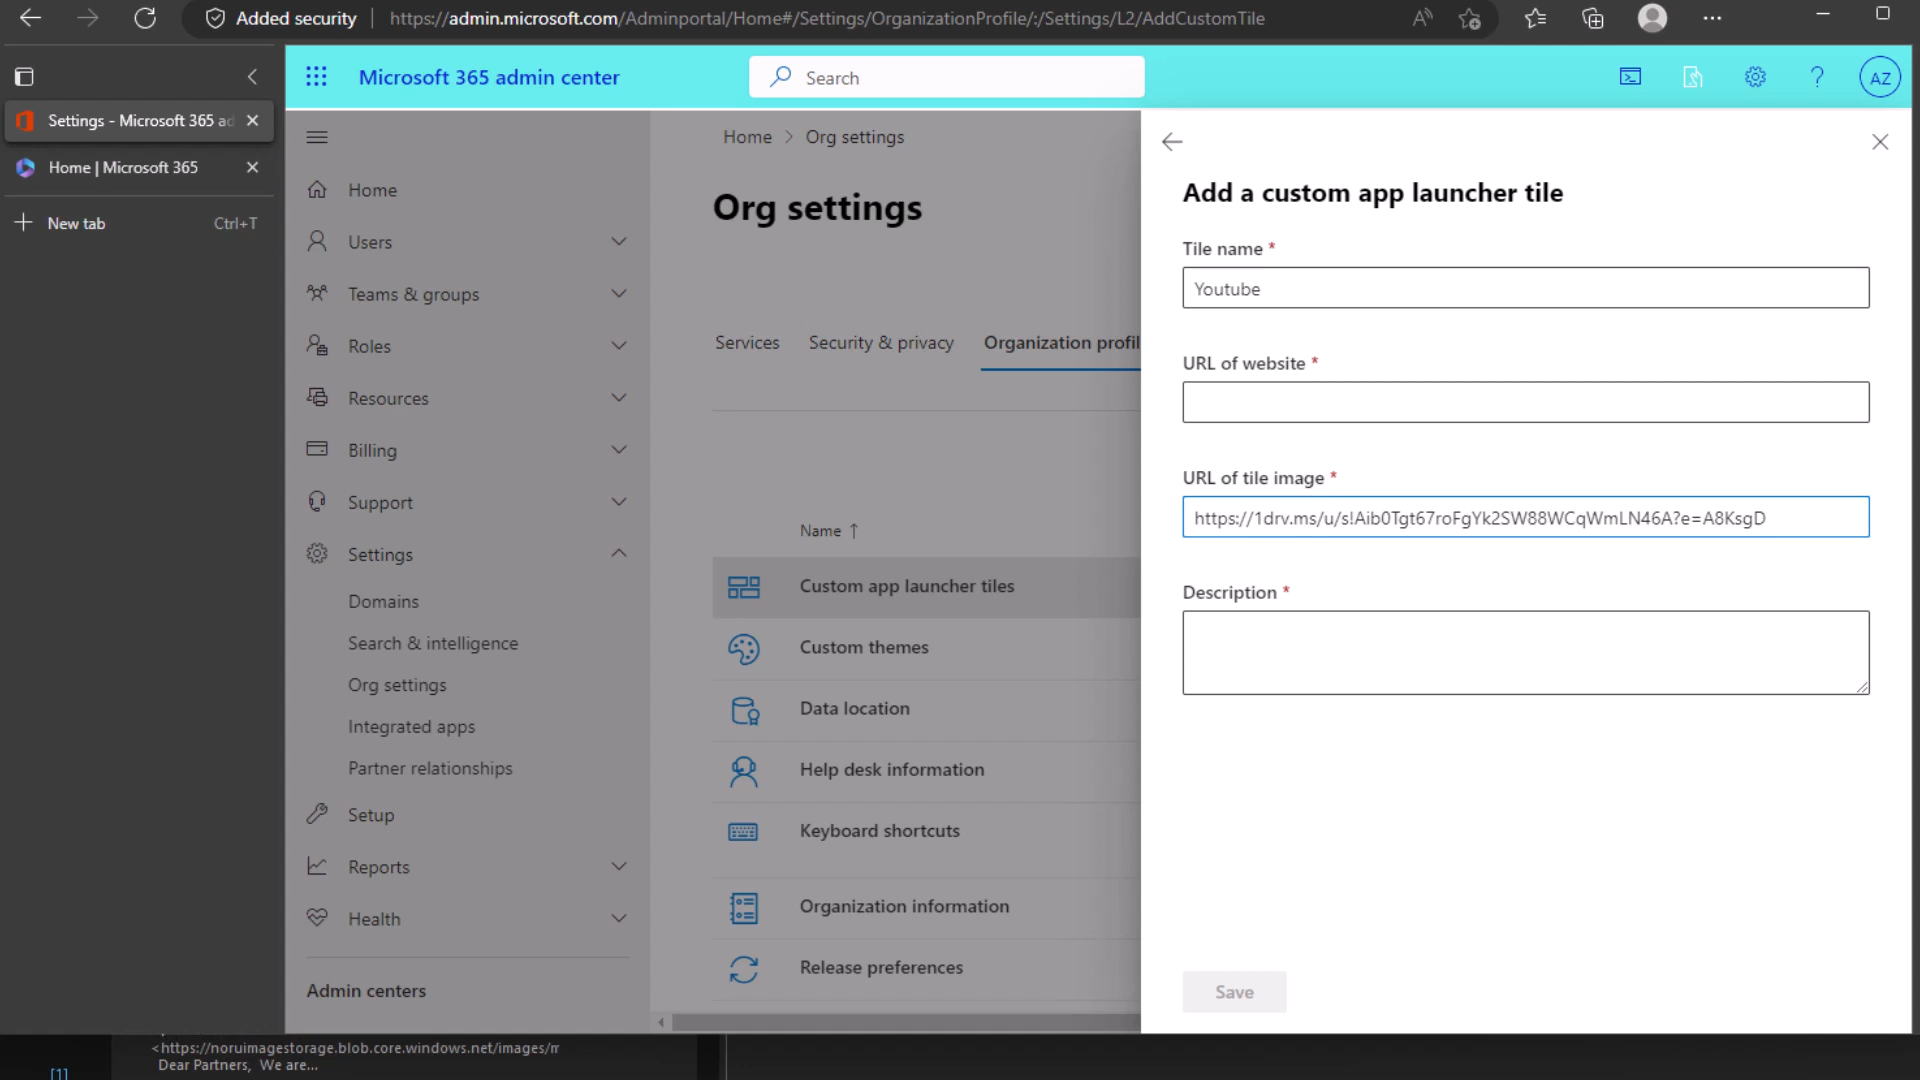 Added security
https://admin.microsoft.com/Adminportal/Home#/Settings/OrganizationProfile/:/Settings/L2/AddCustomTile
Settings - Microsoft 365 ad
Home | Microsoft 365
New tab Ctrl+T
Microsoft 365 admin center
Search
AZ
Home
Users
Teams & groups
Roles
Resources
Billing
Support
Settings
Domains
Search & intelligence
Org settings
Integrated apps
Partner relationships
Setup
Reports
Health
Admin centers
Home > Org settings
Org settings
Services Security & privacy Organization profil
Name ↑
Custom app launcher tiles
Custom themes
Data location
Help desk information
Keyboard shortcuts
Organization information
Release preferences
Add a custom app launcher tile
Tile name *
Youtube
URL of website *
URL of tile image *
https://1drv.ms/u/s!Aib0Tgt67roFgYk2SW88WCqWmLN46A?e=A8KsgD
Description *
Save
<https://noruimagestorage.blob.core.windows.net/images/m
Dear Partners, We are...
[1]